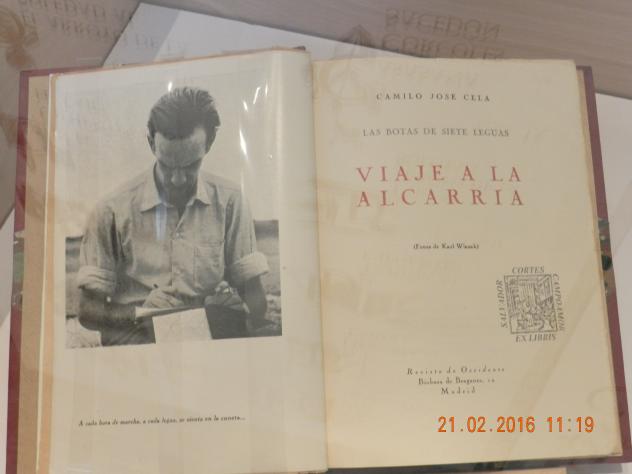 A cada hora de marcha, a cada legua, se sienta en la cuneta...
CAMILO JOSE CELA
LAS BOTAS DE SIETE LEGUAS
VIAJE A LA
ALCARRIA
(Fotos de Karl Wlasak)
CORTES
SALVADOR
CAMPOAMOR
EX LIBRIS
Revista de Occidente
Bárbara de Braganza, 12
Madrid
21.02.2016 11:19